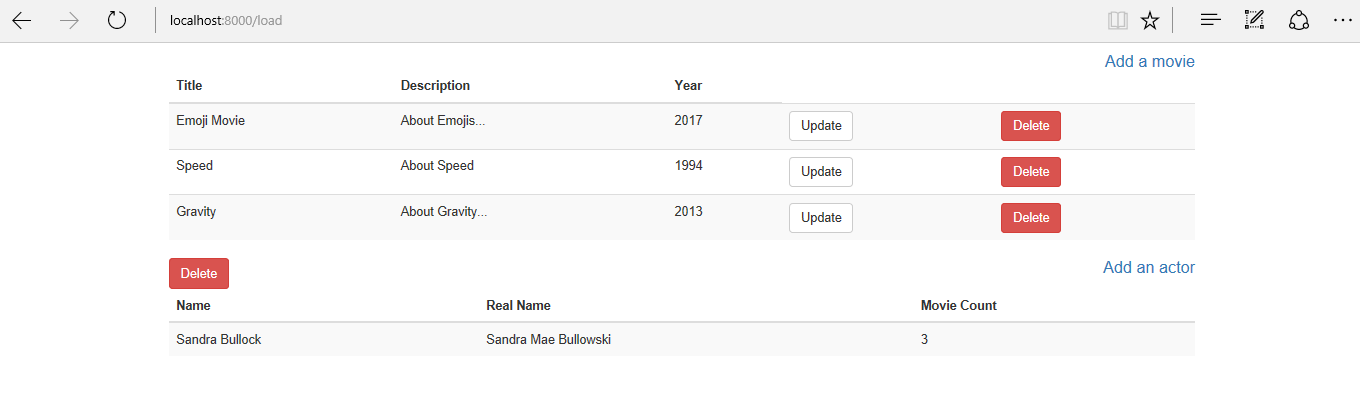 localhost:8000/load
Add a movie
Title Description Year
Emoji Movie About Emojis... 2017 Update Delete
Speed About Speed 1994 Update Delete
Gravity About Gravity... 2013 Update Delete
Delete Add an actor
Name Real Name Movie Count
Sandra Bullock Sandra Mae Bullowski 3